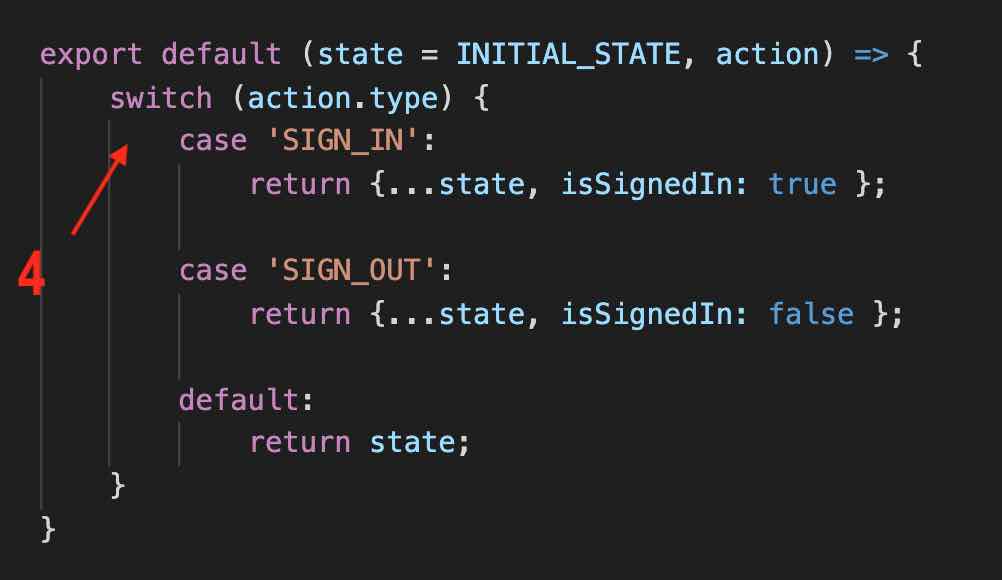 export default (state = INITIAL_STATE, action) => {
switch (action.type) {
case 'SIGN_IN':
return {...state, isSignedIn: true };
4
case 'SIGN_OUT':
return {...state, isSignedIn: false };
default:
return state;
}
}